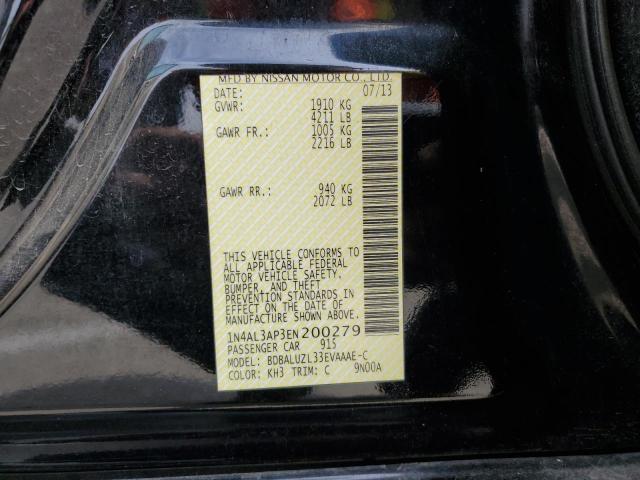 MFD BY NISSAN MOTOR CO., LTD.
DATE: 07/13
GVWR: 1910 KG
4211 LB
GAWR FR.: 1005 KG
2216 LB
GAWR RR.: 940 KG
2072 LB
THIS VEHICLE CONFORMS TO
ALL APPLICABLE FEDERAL
MOTOR VEHICLE SAFETY,
BUMPER, AND THEFT
PREVENTION STANDARDS IN
EFFECT ON THE DATE OF
MANUFACTURE SHOWN ABOVE.
1N4AL3AP3EN200279
PASSENGER CAR 915
MODEL: BDBALUZL33EVAAAE-C
COLOR: KH3 TRIM: C 9N00A